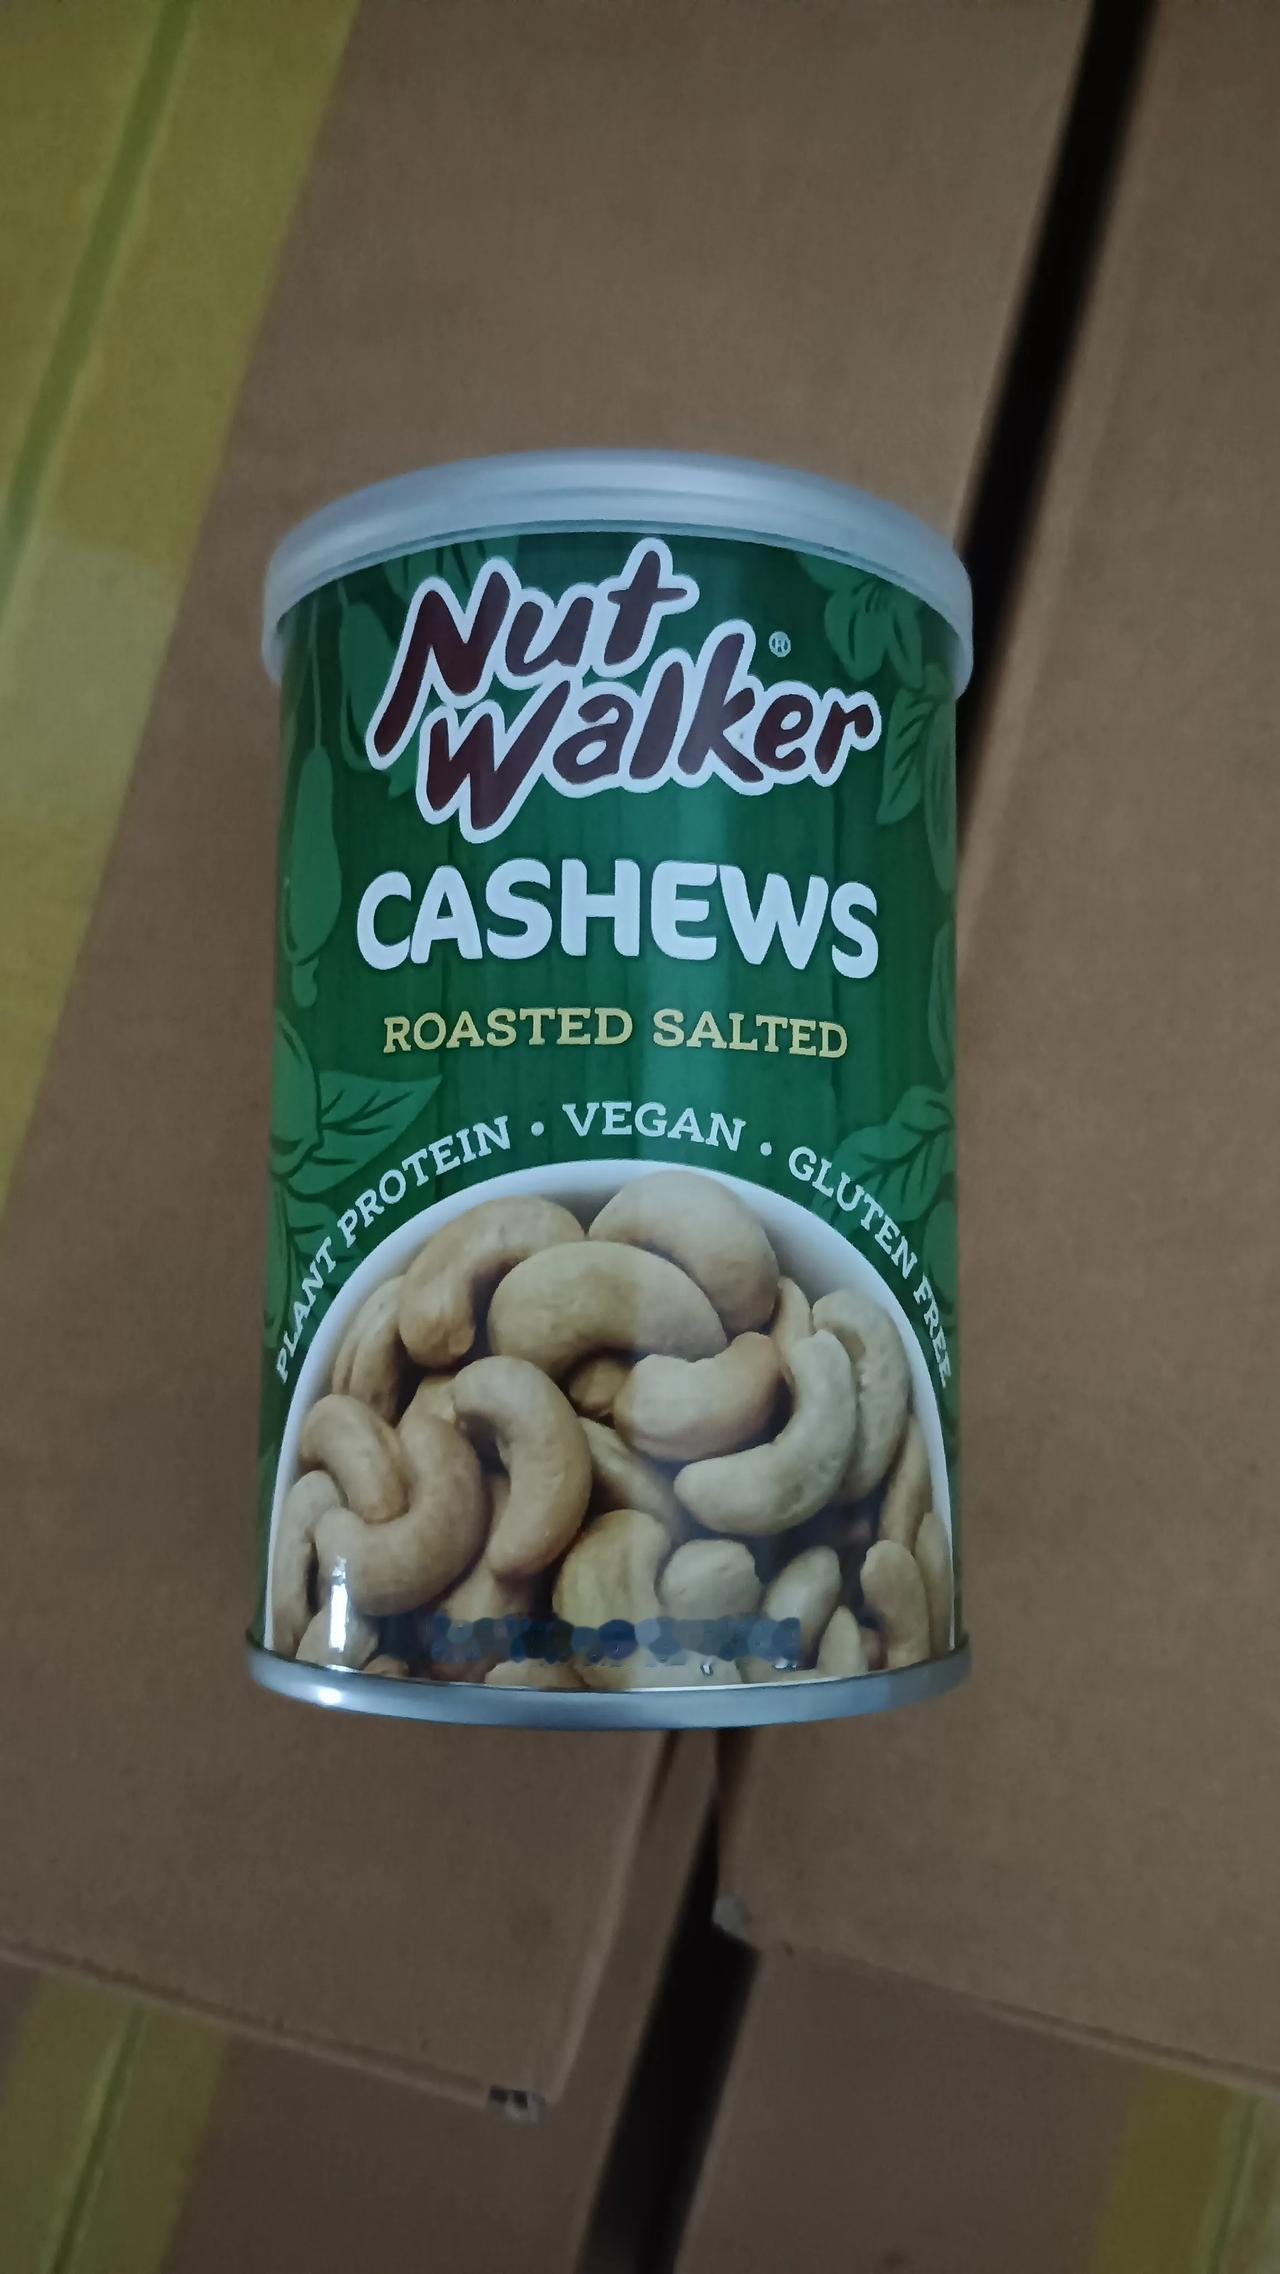 Nut
Walker®
CASHEWS
ROASTED SALTED
PLANT PROTEIN • VEGAN • GLUTEN FREE